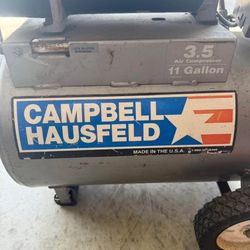 3.5
Air Compressor
11 Gallon
CAMPBELL
HAUSFELD
MADE IN THE U.S.A.